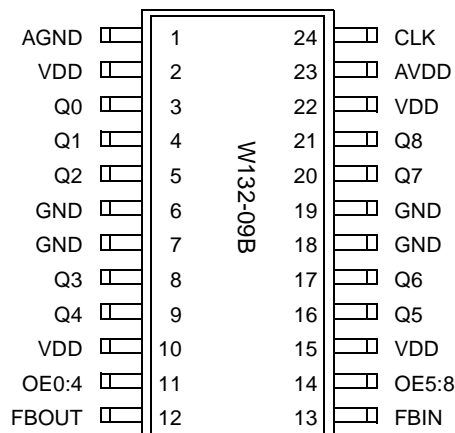 AGND 1 24 CLK
VDD 2 23 AVDD
Q0 3 22 VDD
Q1 4 21 Q8
Q2 5 20 Q7
GND 6 19 GND
GND 7 18 GND
Q3 8 17 Q6
Q4 9 16 Q5
VDD 10 15 VDD
OE0:4 11 14 OE5:8
FBOUT 12 13 FBIN
W132-09B